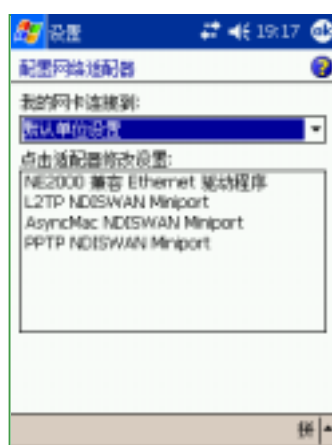 设置 19:17 ok
配置网络适配器
我的网卡连接到:
默认单位设置
点击适配器修改设置:
NE2000 兼容 Ethernet 驱动程序
L2TP NDISWAN Miniport
AsyncMac NDISWAN Miniport
PPTP NDISWAN Miniport
拼